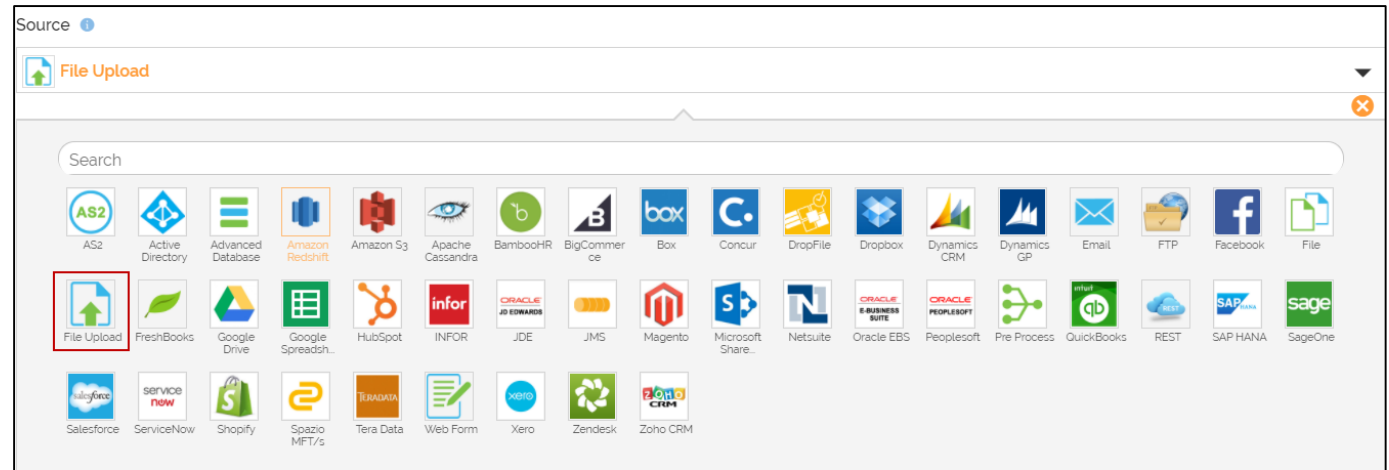 Source
File Upload
Search
AS2
box
C.
AS2
Active
Directory
Advanced
Database
Amazon
Redshift
Amazon S3
Apache
Cassandra
BambooHR
BigCommer
ce
Box
Concur
DropFile
Dropbox
Dynamics
CRM
Dynamics
GP
Email
FTP
Facebook
File
infor
ORACLE
JD EDWARDS
ORACLE
E-BUSINESS
SUITE
ORACLE
PEOPLESOFT
intuit
qb
REST
SAP HANA
sage
File Upload
FreshBooks
Google
Drive
Google
Spreadsh...
HubSpot
INFOR
JDE
JMS
Magento
Microsoft
Share...
Netsuite
Oracle EBS
Peoplesoft
Pre Process
QuickBooks
REST
SAP HANA
SageOne
salesforce
service
now
TERADATA
xero
ZOHO
CRM
Salesforce
ServiceNow
Shopify
Spazio
MFT/s
Tera Data
Web Form
Xero
Zendesk
Zoho CRM